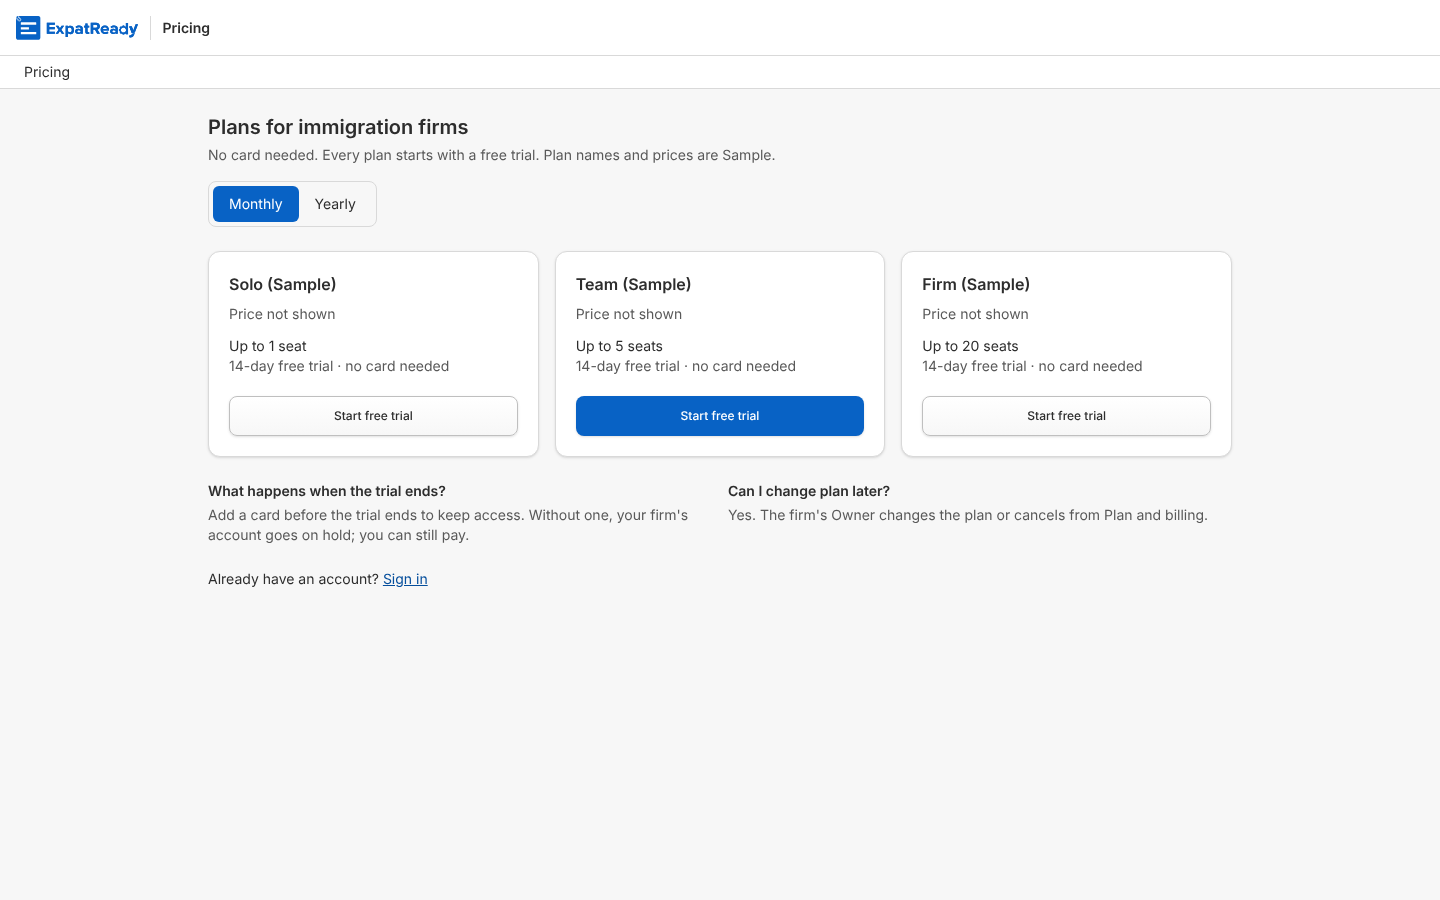 ExpatReady
Pricing
Pricing
Plans for immigration firms
No card needed. Every plan starts with a free trial. Plan names and prices are Sample.
Monthly
Yearly
Solo (Sample)
Price not shown
Up to 1 seat
14-day free trial · no card needed
Start free trial
Team (Sample)
Price not shown
Up to 5 seats
14-day free trial · no card needed
Start free trial
Firm (Sample)
Price not shown
Up to 20 seats
14-day free trial · no card needed
Start free trial
What happens when the trial ends?
Add a card before the trial ends to keep access. Without one, your firm's
account goes on hold; you can still pay.
Can I change plan later?
Yes. The firm's Owner changes the plan or cancels from Plan and billing.
Already have an account? Sign in